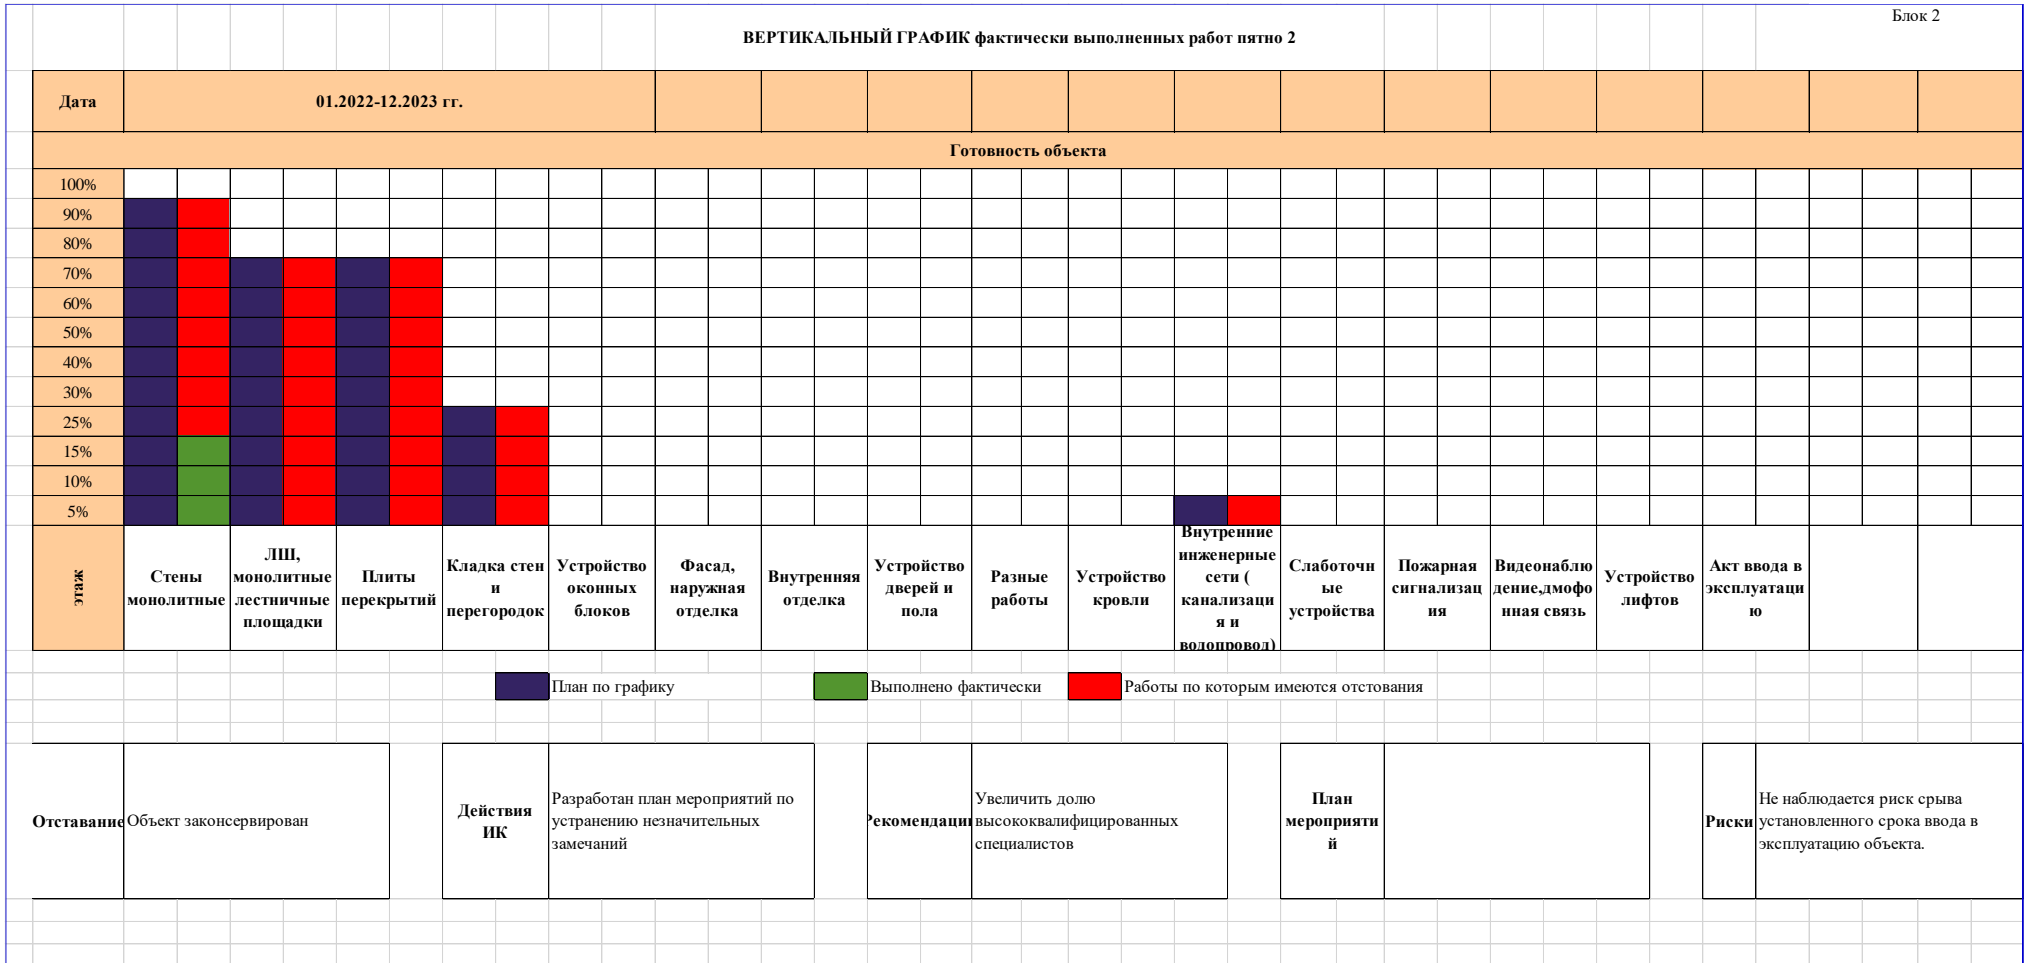 Блок 2
ВЕРТИКАЛЬНЫЙ ГРАФИК фактически выполненных работ пятно 2
Дата
01.2022-12.2023 гг.
Готовность объекта
100%
90%
80%
70%
60%
50%
40%
30%
25%
15%
10%
5%
этаж
Стены
монолитные
ЛШ,
монолитные
лестничные
площадки
Плиты
перекрытий
Кладка стен
и
перегородок
Устройство
оконных
блоков
Фасад,
наружная
отделка
Внутренняя
отделка
Устройство
дверей и
пола
Разные
работы
Устройство
кровли
Внутренние
инженерные
сети (
канализаци
я и
водопровод)
Слаботочн
ые
устройства
Пожарная
сигнализац
ия
Видеонаблю
дение,дмофо
нная связь
Устройство
лифтов
Акт ввода в
эксплуатаци
ю
План по графику
Выполнено фактически
Работы по которым имеются отстования
Отставание
Объект законсервирован
Действия
ИК
Разработан план мероприятий по
устранению незначительных
замечаний
Рекомендации
Увеличить долю
высококвалифицированных
специалистов
План
мероприяти
й
Риски
Не наблюдается риск срыва
установленного срока ввода в
эксплуатацию объекта.